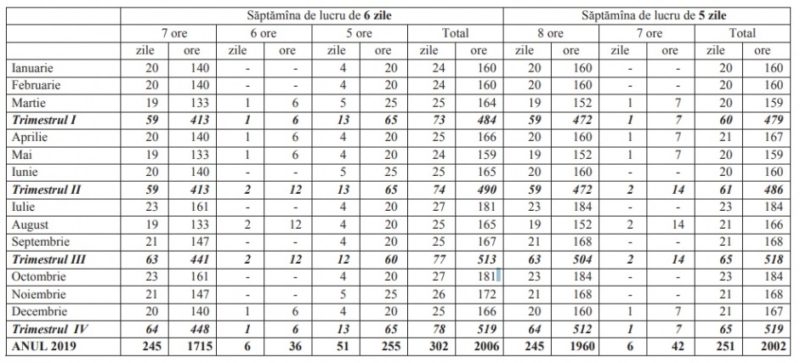 Săptămîna de lucru de 6 zile Săptămîna de lucru de 5 zile
7 ore 6 ore 5 ore Total 8 ore 7 ore Total
zile ore zile ore zile ore zile ore zile ore zile ore zile ore
Ianuarie 20 140 - - 4 20 24 160 20 160 - - 20 160
Februarie 20 140 - - 4 20 24 160 20 160 - - 20 160
Martie 19 133 1 6 5 25 25 164 19 152 1 7 20 159
Trimestrul I 59 413 1 6 13 65 73 484 59 472 1 7 60 479
Aprilie 20 140 1 6 4 20 25 166 20 160 1 7 21 167
Mai 19 133 1 6 4 20 24 159 19 152 1 7 20 159
Iunie 20 140 - - 5 25 25 165 20 160 - - 20 160
Trimestrul II 59 413 2 12 13 65 74 490 59 472 2 14 61 486
Iulie 23 161 - - 4 20 27 181 23 184 - - 23 184
August 19 133 2 12 4 20 25 165 19 152 2 14 21 166
Septembrie 21 147 - - 4 20 25 167 21 168 - - 21 168
Trimestrul III 63 441 2 12 12 60 77 513 63 504 2 14 65 518
Octombrie 23 161 - - 4 20 27 181 23 184 - - 23 184
Noiembrie 21 147 - - 5 25 26 172 21 168 - - 21 168
Decembrie 20 140 1 6 4 20 25 166 20 160 1 7 21 167
Trimestrul IV 64 448 1 6 13 65 78 519 64 512 1 7 65 519
ANUL 2019 245 1715 6 36 51 255 302 2006 245 1960 6 42 251 2002